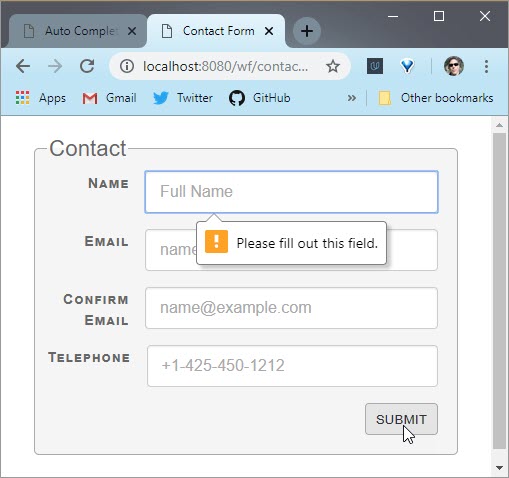 Auto Complet
Contact Form
localhost:8080/wf/contac...
Apps Gmail Twitter GitHub » Other bookmarks
Contact
Name Full Name
Please fill out this field.
Email name
Confirm Email name@example.com
Telephone +1-425-450-1212
SUBMIT